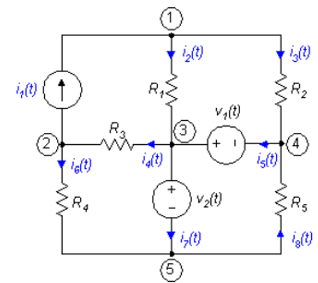 1
i₂(t)
i₃(t)
i₁(t)
R₁
R₂
v₁(t)
2
R₃
3
+ -
4
i₄(t)
i₅(t)
i₆(t)
R₄
+
-
v₂(t)
R₅
i₇(t)
i₈(t)
5